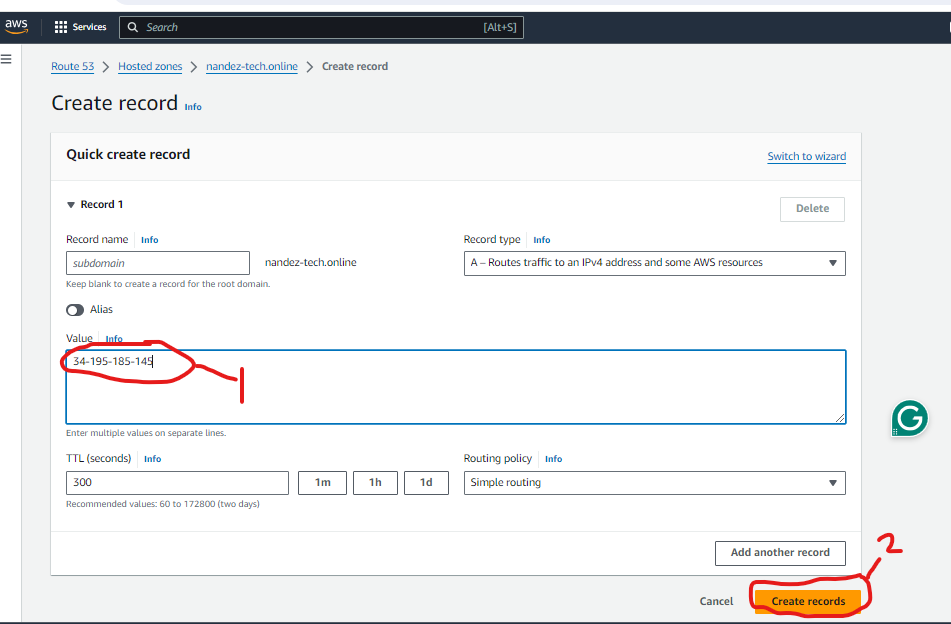 aws
Services
Search [Alt+S]
Route 53 > Hosted zones > nandez-tech.online > Create record
Create record Info
Quick create record
Switch to wizard
Record 1
Delete
Record name Info
Record type Info
subdomain
nandez-tech.online
A – Routes traffic to an IPv4 address and some AWS resources
Keep blank to create a record for the root domain.
Alias
Value Info
34-195-185-145
1
Enter multiple values on separate lines.
TTL (seconds) Info
Routing policy Info
300
1m
1h
1d
Simple routing
Recommended values: 60 to 172800 (two days)
Add another record
2
Cancel
Create records